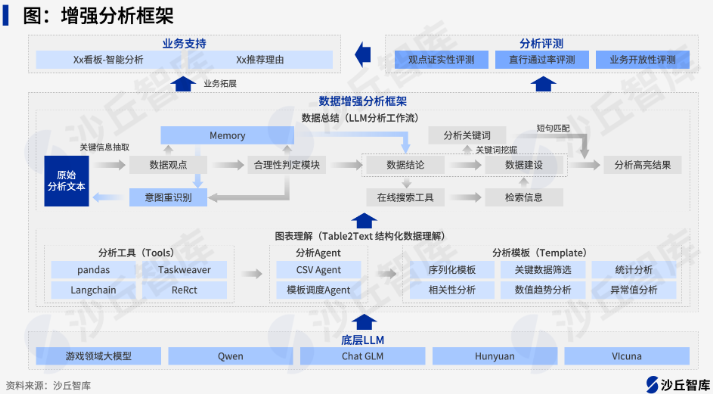 图：增强分析框架
业务支持
Xx看板-智能分析
Xx推荐理由
分析评测
观点证实性评测
直行通过率评测
业务开放性评测
业务拓展
数据增强分析框架
数据总结（LLM分析工作流）
关键信息抽取
Memory
分析关键词
短句匹配
关键词挖掘
原始
分析文本
数据观点
合理性判定模块
数据结论
数据建设
分析高亮结果
意图重识别
在线搜索工具
检索信息
图表理解（Table2Text 结构化数据理解）
分析工具（Tools）
pandas
Taskweaver
Langchain
ReRct
分析Agent
CSV Agent
模板调度Agent
分析模板（Template）
序列化模板
关键数据筛选
统计分析
相关性分析
数值趋势分析
异常值分析
底层LLM
游戏领域大模型
Qwen
Chat GLM
Hunyuan
VIcuna
资料来源：沙丘智库
沙丘智库